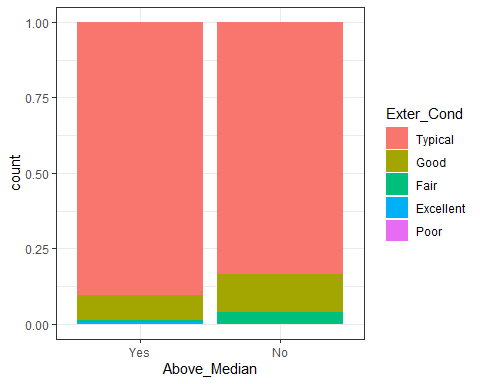 1.00
0.75
0.50
0.25
0.00
count
Yes No
Above_Median
Exter_Cond
Typical
Good
Fair
Excellent
Poor